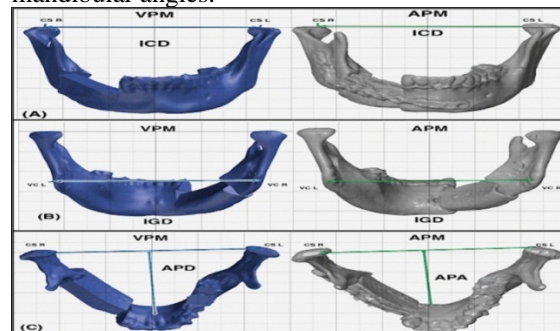 mandibular angles.
VPM
APM
CS R
CS L
CS R
CS L
ICD
ICD
(A)
VPM
APM
VC L
VC R
VC L
VC R
IGD
IGD
(B)
VPM
APM
CS R
CS L
CS R
CS L
APD
APA
(C)